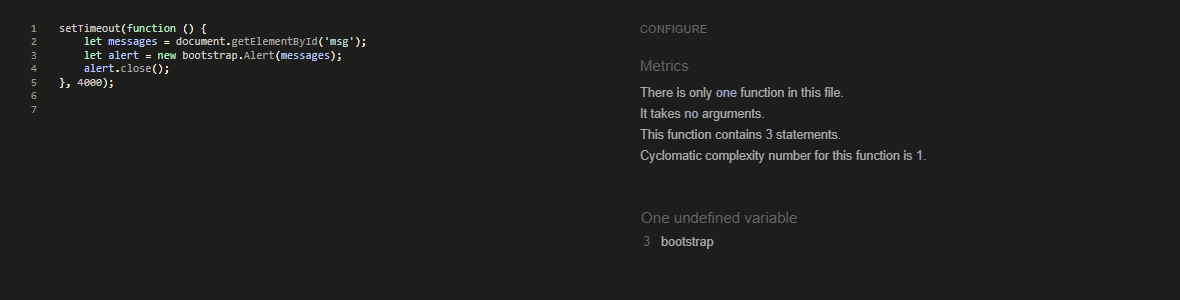 1 setTimeout(function () {
2 let messages = document.getElementById('msg');
3 let alert = new bootstrap.Alert(messages);
4 alert.close();
5 }, 4000);
6
7
CONFIGURE
Metrics
There is only one function in this file.
It takes no arguments.
This function contains 3 statements.
Cyclomatic complexity number for this function is 1.
One undefined variable
3 bootstrap